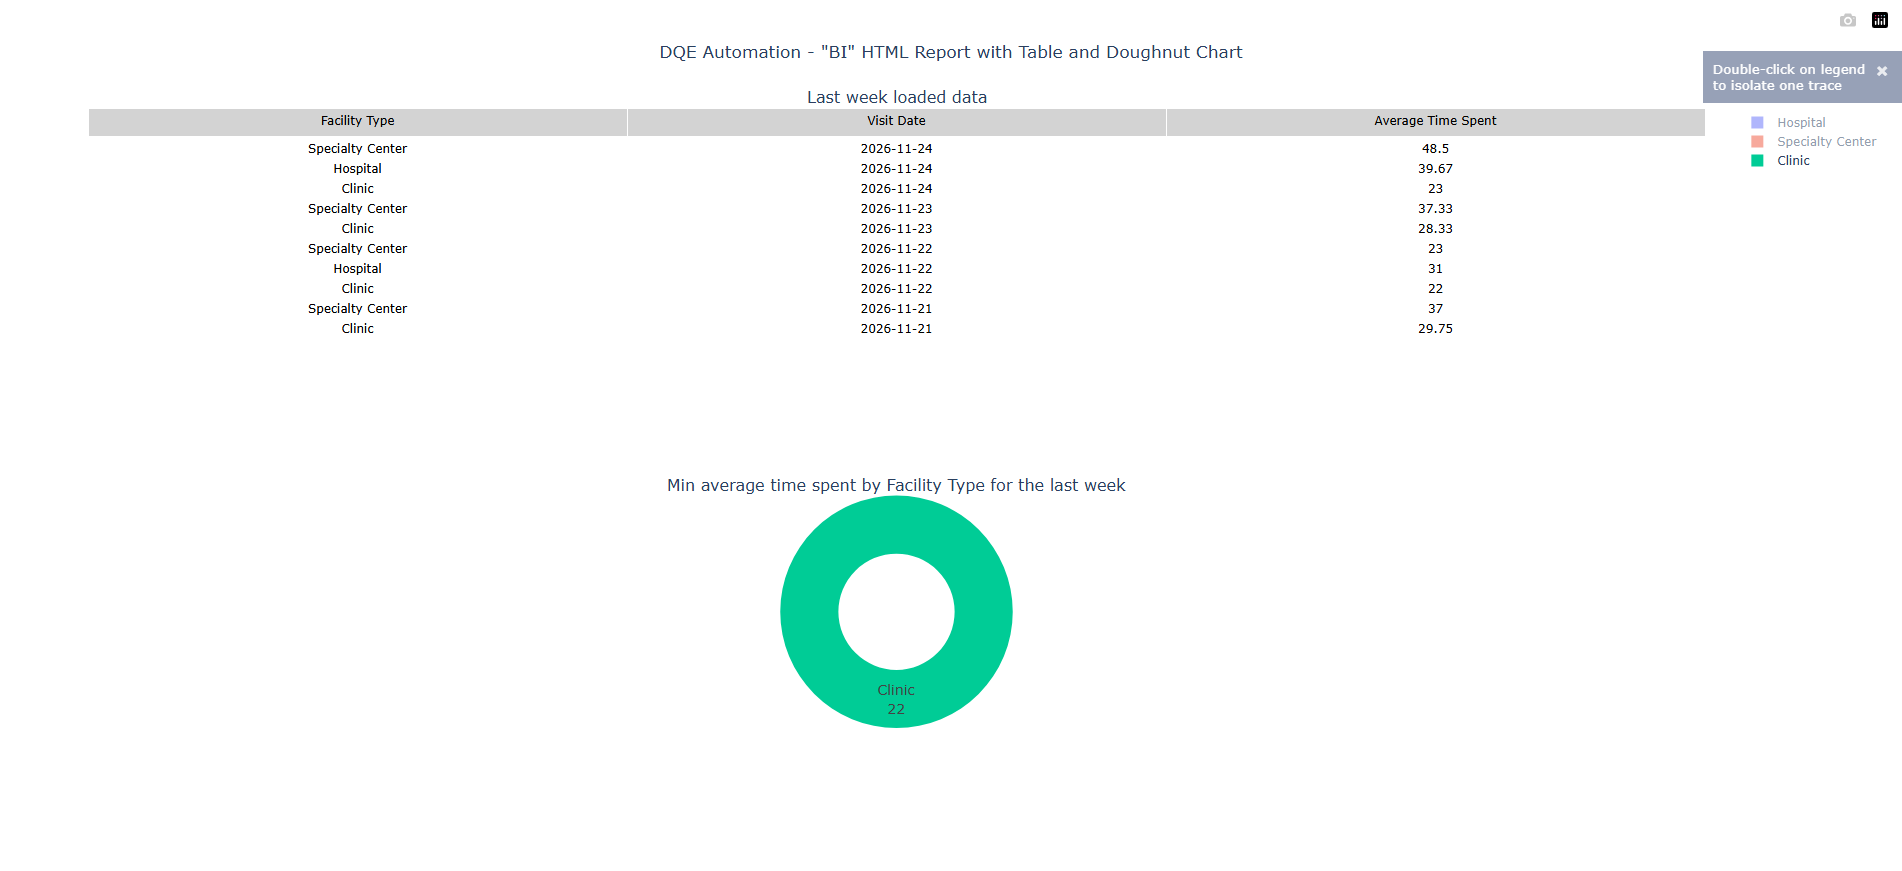 DQE Automation - "BI" HTML Report with Table and Doughnut Chart
Double-click on legend
to isolate one trace
Last week loaded data
Facility Type Visit Date Average Time Spent
Specialty Center 2026-11-24 48.5
Hospital 2026-11-24 39.67
Clinic 2026-11-24 23
Specialty Center 2026-11-23 37.33
Clinic 2026-11-23 28.33
Specialty Center 2026-11-22 23
Hospital 2026-11-22 31
Clinic 2026-11-22 22
Specialty Center 2026-11-21 37
Clinic 2026-11-21 29.75
Hospital
Specialty Center
Clinic
Min average time spent by Facility Type for the last week
Clinic
22